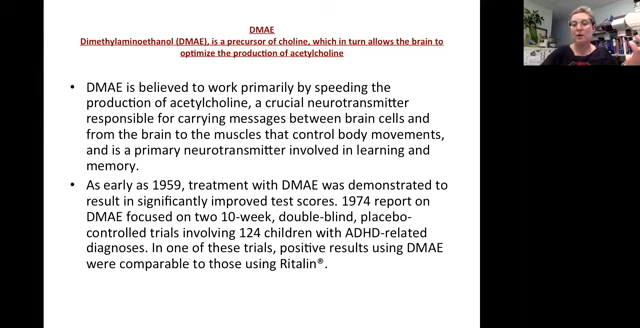 DMAE
Dimethylaminoethanol (DMAE), is a precursor of choline, which in turn allows the brain to
optimize the production of acetylcholine
• DMAE is believed to work primarily by speeding the
production of acetylcholine, a crucial neurotransmitter
responsible for carrying messages between brain cells and
from the brain to the muscles that control body movements,
and is a primary neurotransmitter involved in learning and
memory.
• As early as 1959, treatment with DMAE was demonstrated to
result in significantly improved test scores. 1974 report on
DMAE focused on two 10-week, double-blind, placebo-
controlled trials involving 124 children with ADHD-related
diagnoses. In one of these trials, positive results using DMAE
were comparable to those using Ritalin®.